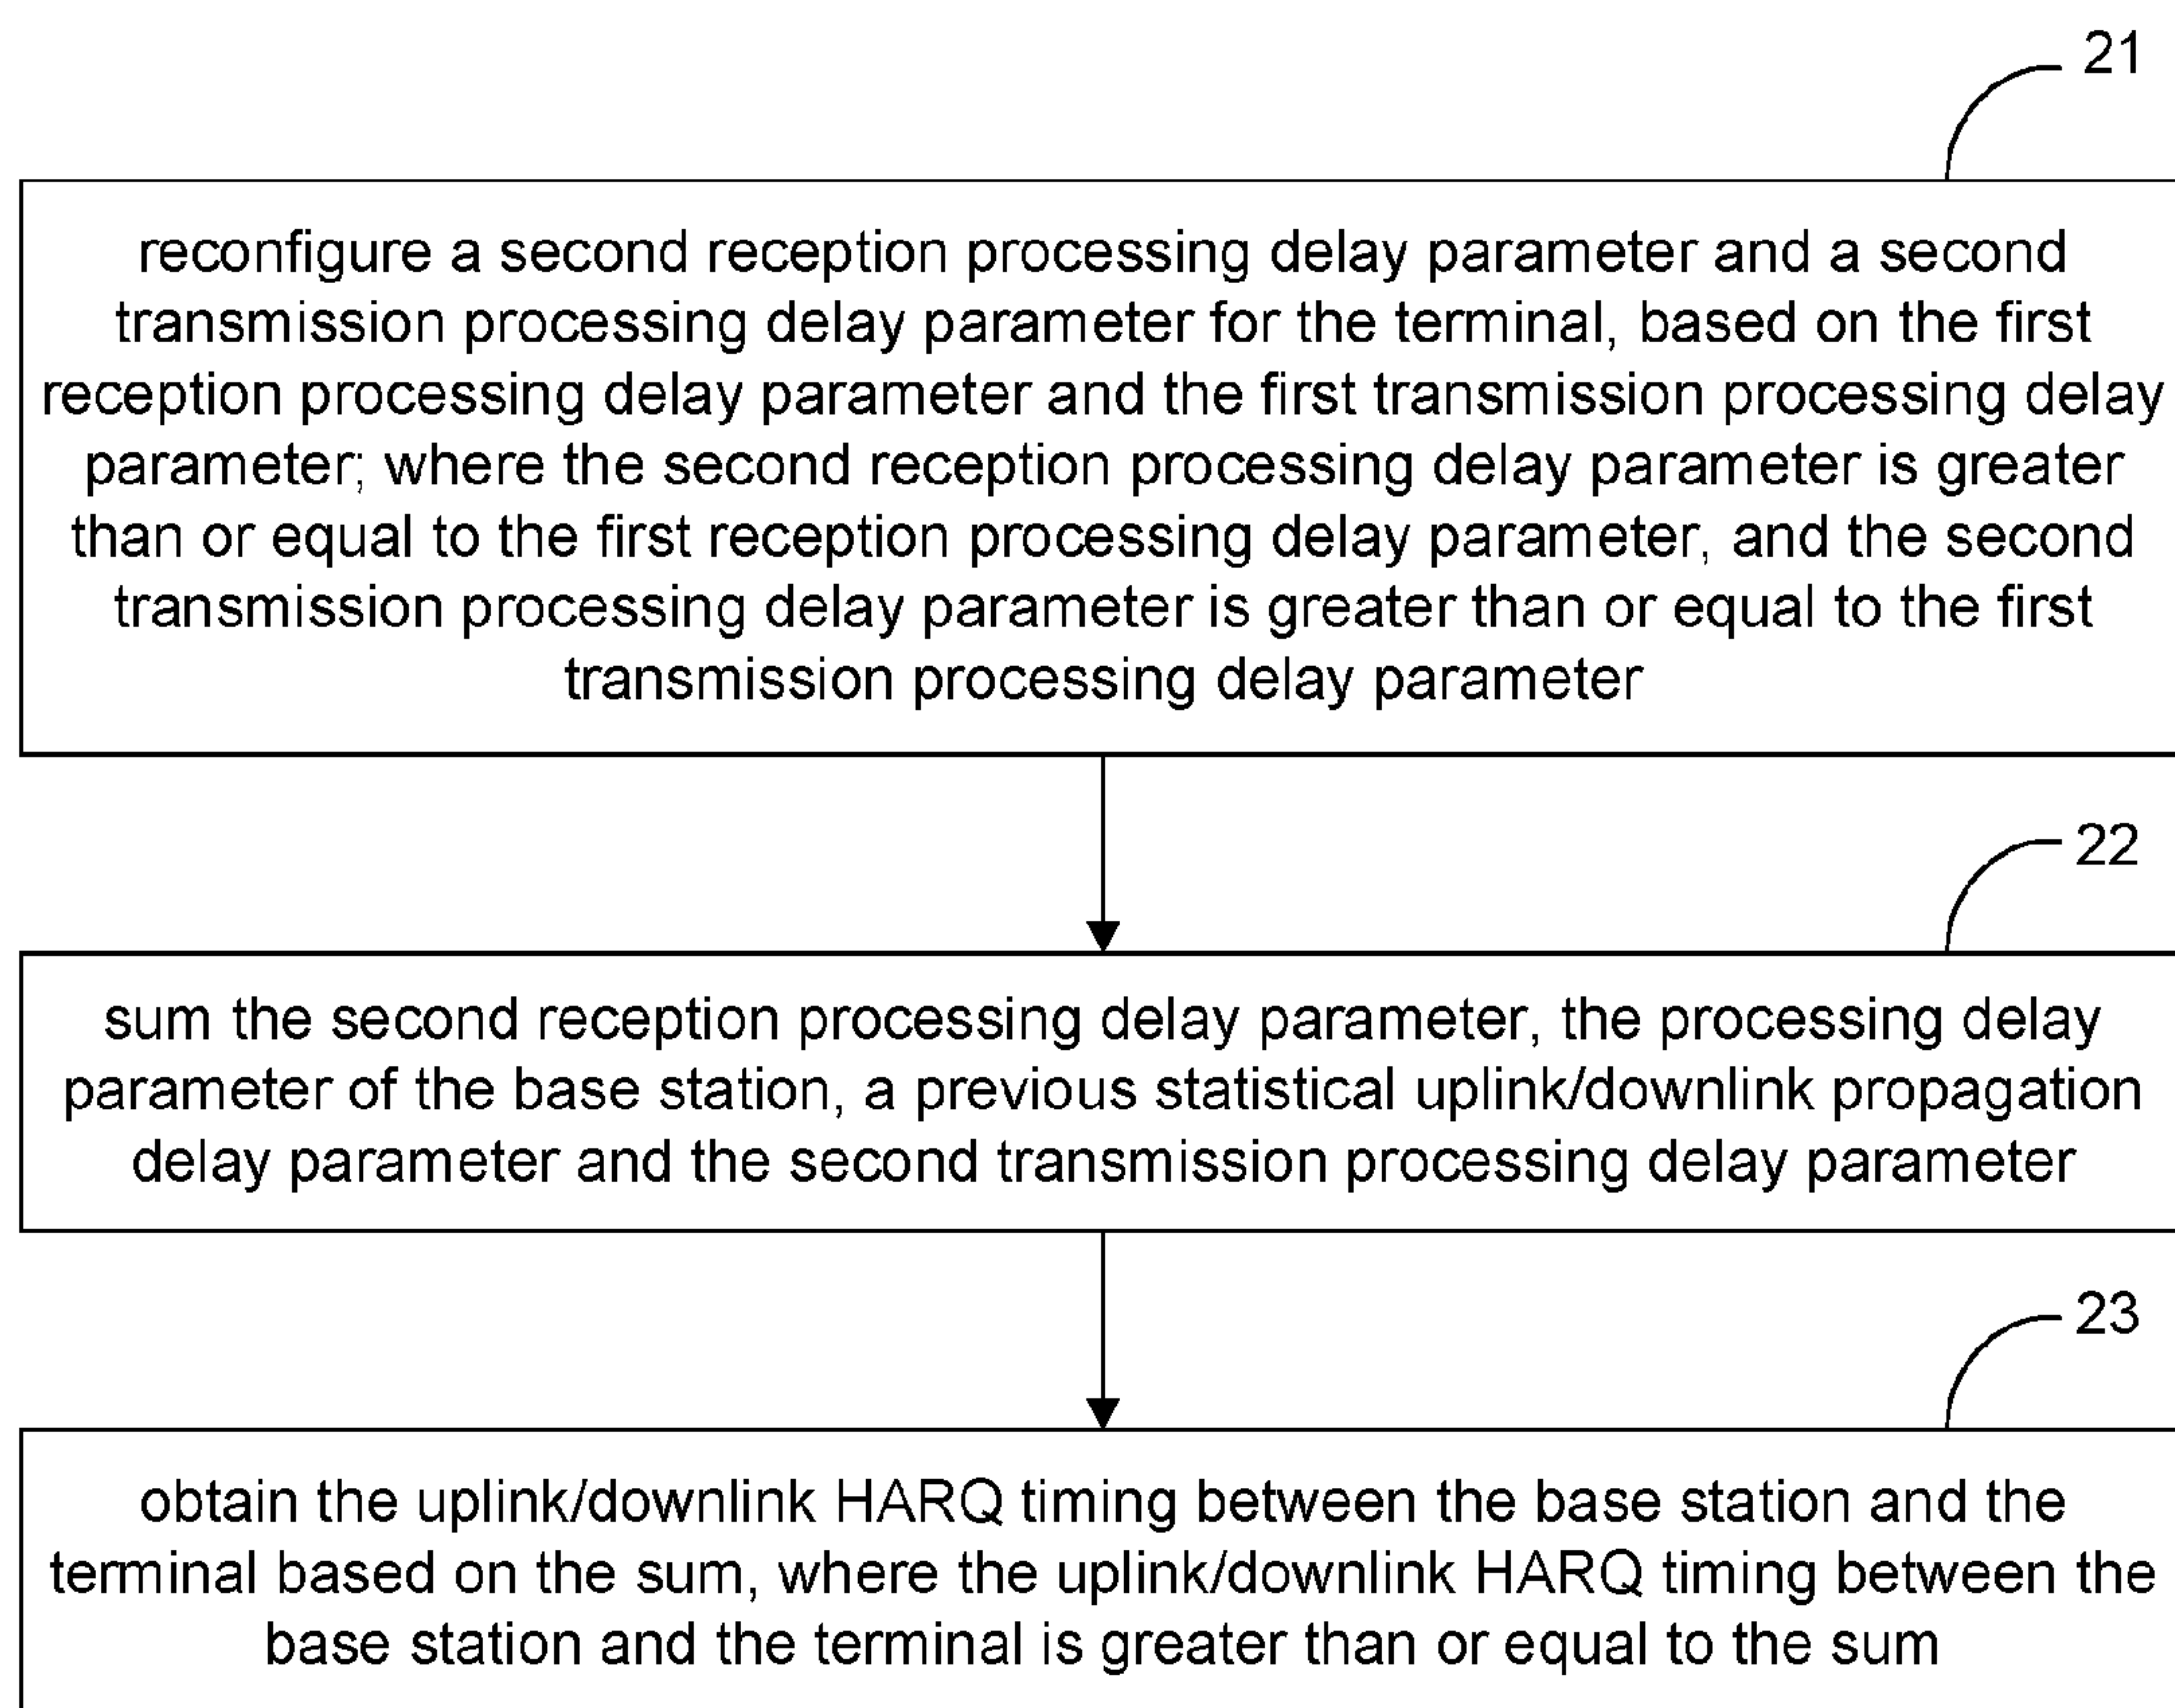 21
reconfigure a second reception processing delay parameter and a second
transmission processing delay parameter for the terminal, based on the first
reception processing delay parameter and the first transmission processing delay
parameter; where the second reception processing delay parameter is greater
than or equal to the first reception processing delay parameter, and the second
transmission processing delay parameter is greater than or equal to the first
transmission processing delay parameter
22
sum the second reception processing delay parameter, the processing delay
parameter of the base station, a previous statistical uplink/downlink propagation
delay parameter and the second transmission processing delay parameter
23
obtain the uplink/downlink HARQ timing between the base station and the
terminal based on the sum, where the uplink/downlink HARQ timing between the
base station and the terminal is greater than or equal to the sum